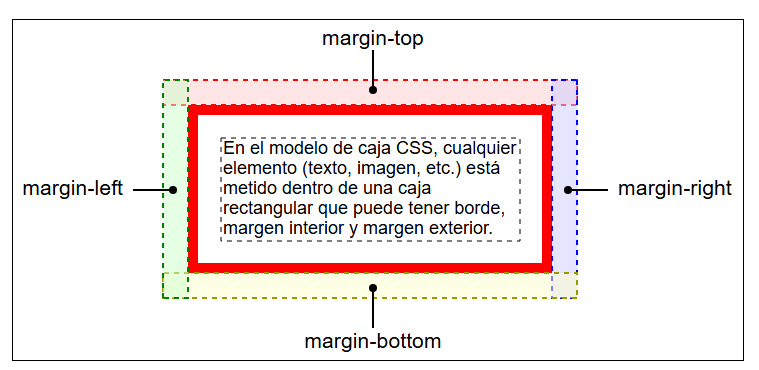 margin-top
En el modelo de caja CSS, cualquier
elemento (texto, imagen, etc.) está
metido dentro de una caja
rectangular que puede tener borde,
margen interior y margen exterior.
margin-left
margin-right
margin-bottom